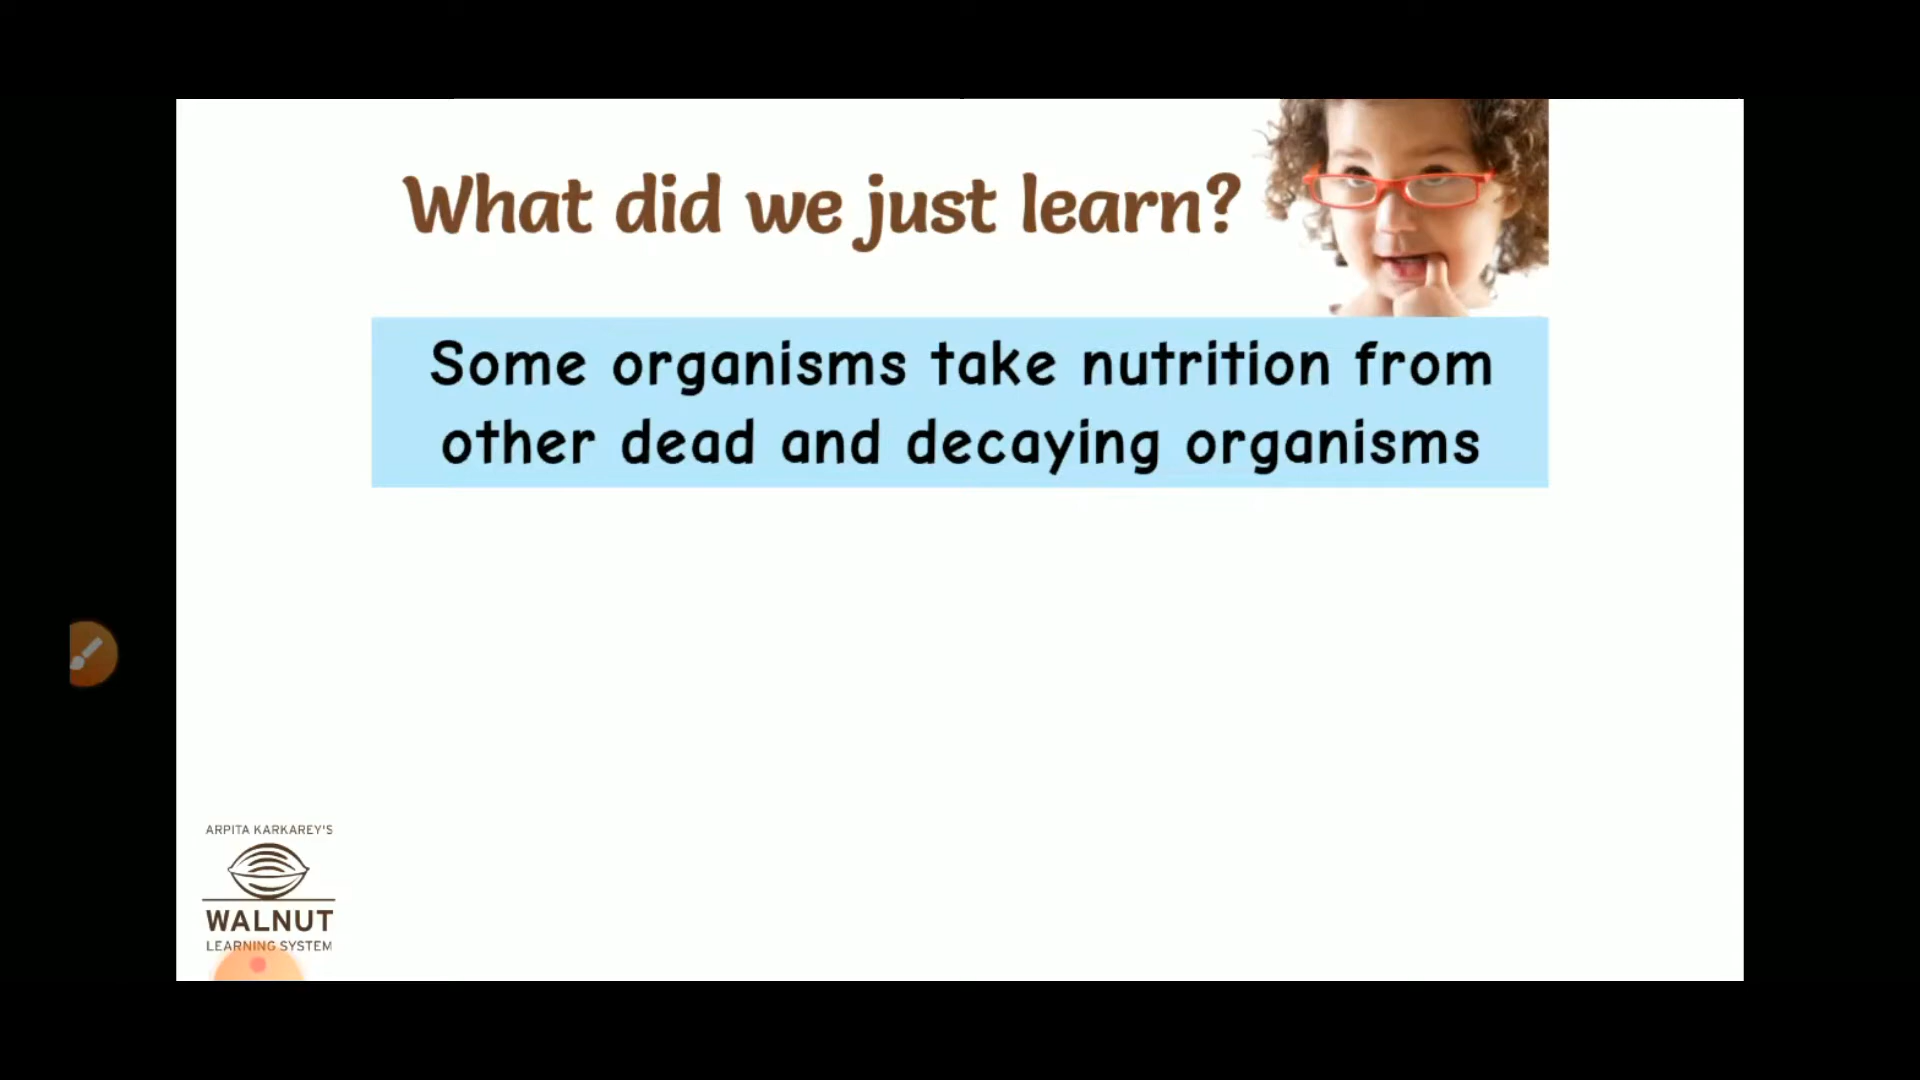 What did we just learn?
Some organisms take nutrition from
other dead and decaying organisms
ARPITA KARKAREY'S
WALNUT
LEARNING SYSTEM